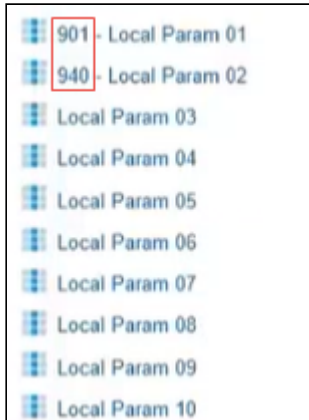 901 - Local Param 01
940 - Local Param 02
Local Param 03
Local Param 04
Local Param 05
Local Param 06
Local Param 07
Local Param 08
Local Param 09
Local Param 10